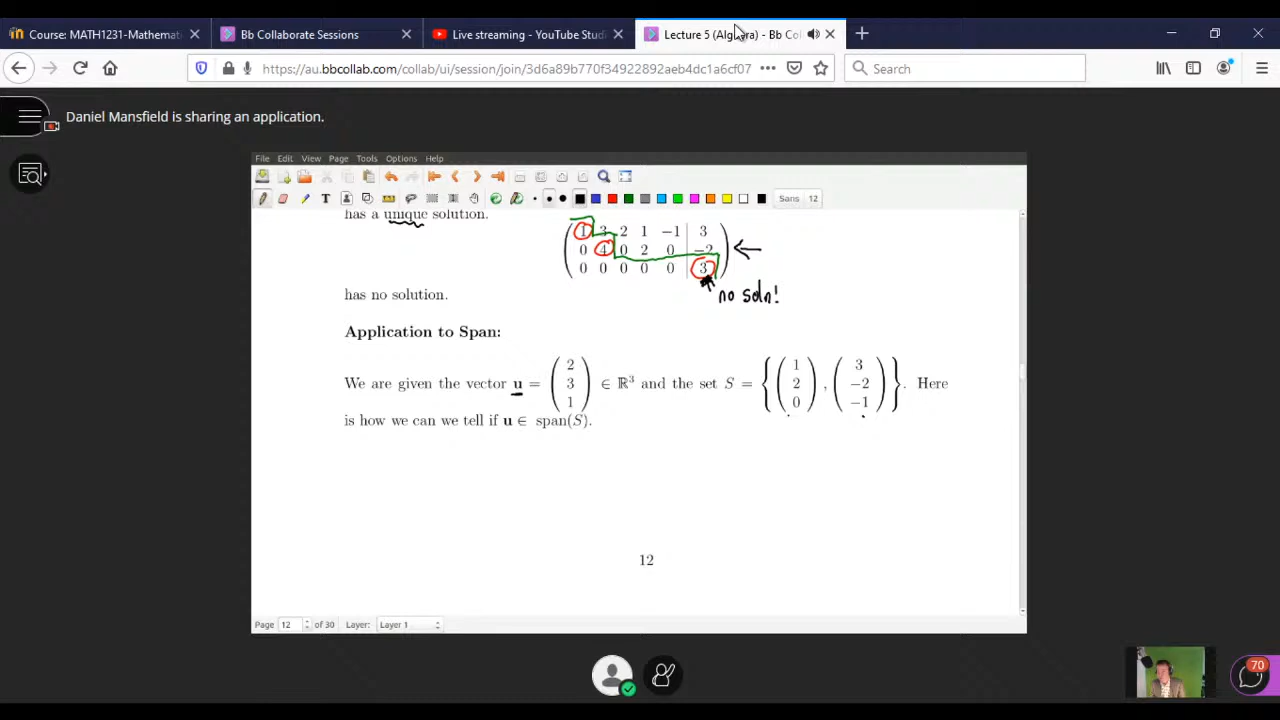 Course: MATH1231-Mathemat
Bb Collaborate Sessions
Live streaming - YouTube Stud
Lecture 5 (Algebra) - Bb Col
https://au.bbcollab.com/collab/ui/session/join/3d6a89b770f34922892aeb4dc1a6cf07
Search
Daniel Mansfield is sharing an application.
File Edit View Page Tools Options Help
Sans 12
has a unique solution.
1 3 2 1 −1 3
0 4 0 2 0 −2
0 0 0 0 0 3
no soln!
has no solution.
Application to Span:
We are given the vector u = ( 2 3 1 ) ∈ ℝ³ and the set S = { ( 1 2 0 ) , ( 3 −2 −1 ) } . Here
is how we can we tell if u ∈ span(S).
12
Page 12 of 30 Layer: Layer 1
70